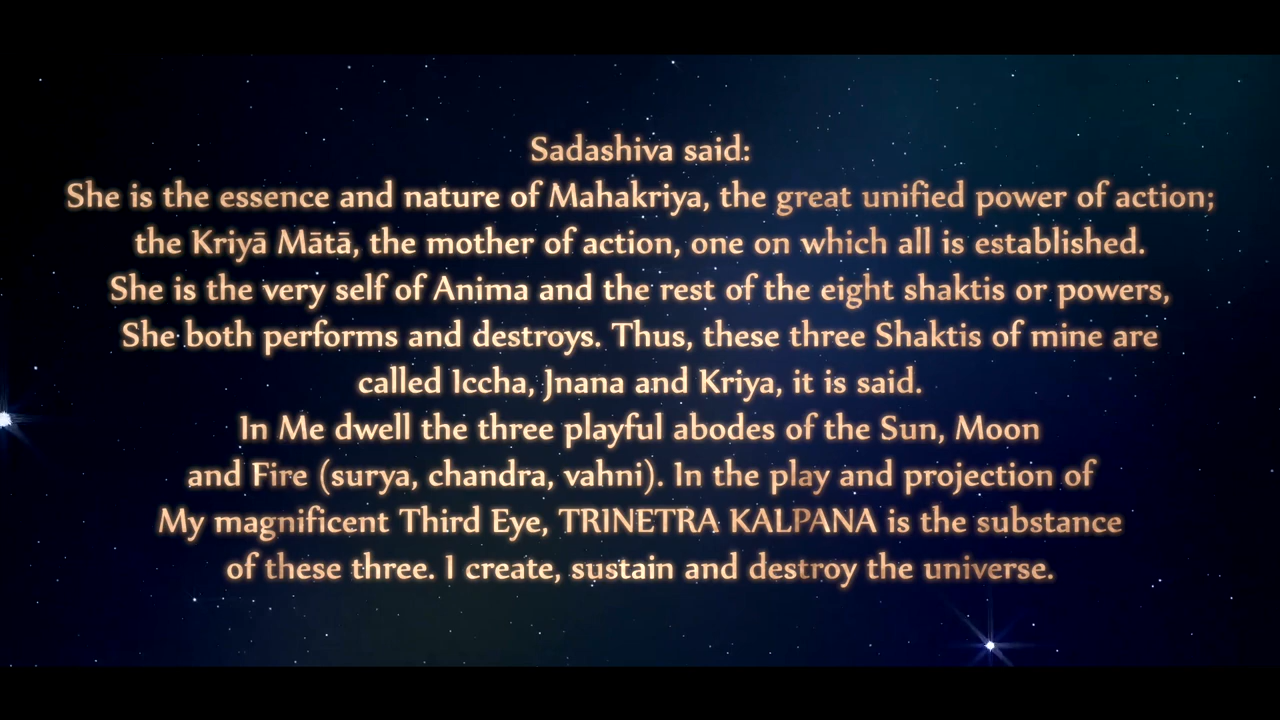 Sadashiva said:
She is the essence and nature of Mahakriya, the great unified power of action;
the Kriyā Mātā, the mother of action, one on which all is established.
She is the very self of Anima and the rest of the eight shaktis or powers,
She both performs and destroys. Thus, these three Shaktis of mine are
called Iccha, Jnana and Kriya, it is said.
In Me dwell the three playful abodes of the Sun, Moon
and Fire (surya, chandra, vahni). In the play and projection of
My magnificent Third Eye, TRINETRA KALPANA is the substance
of these three. I create, sustain and destroy the universe.